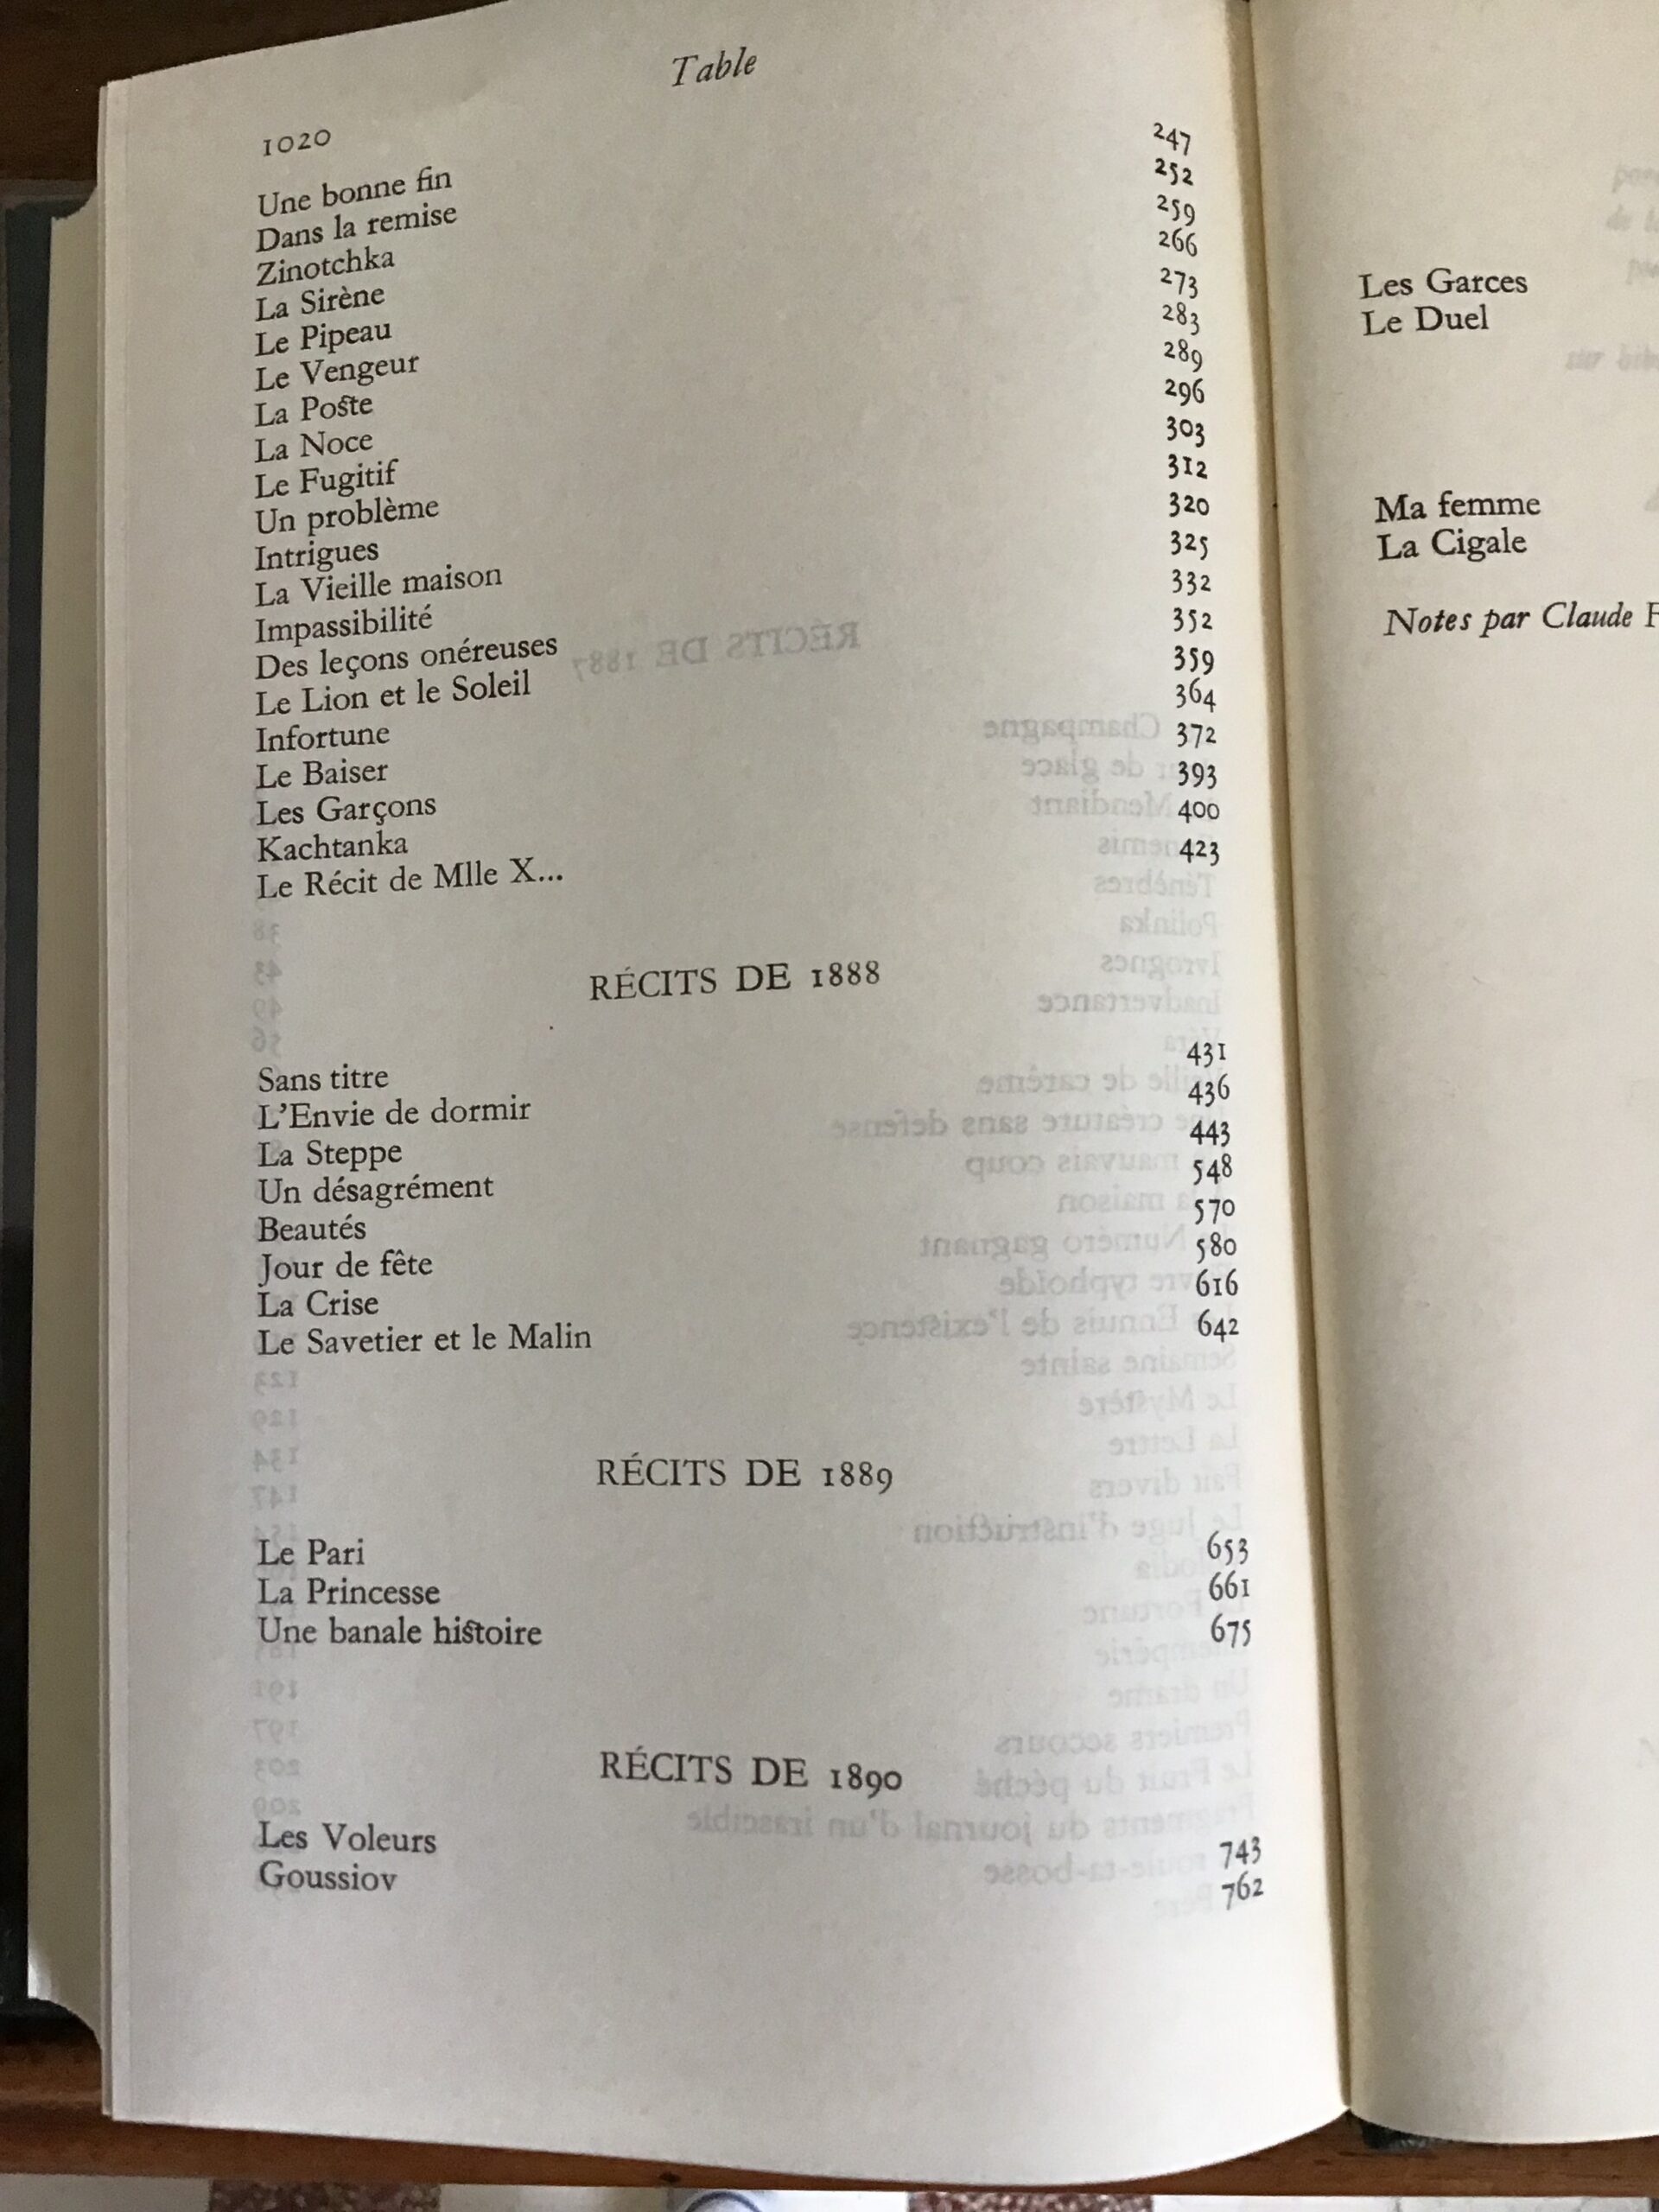 Table
1020
Une bonne fin 247
Dans la remise 252
Zinotchka 259
La Sirène 266
Le Pipeau 273
Le Vengeur 283
La Poste 289
La Noce 296
Le Fugitif 303
Un problème 312
Intrigues 320
La Vieille maison 325
Impassibilité 332
Des leçons onéreuses 352
Le Lion et le Soleil 359
Infortune 364
Le Baiser 372
Les Garçons 393
Kachtanka 400
Le Récit de Mlle X... 423
RÉCITS DE 1888
Sans titre 431
L'Envie de dormir 436
La Steppe 443
Un désagrément 548
Beautés 570
Jour de fête 580
La Crise 616
Le Savetier et le Malin 642
RÉCITS DE 1889
Le Pari 653
La Princesse 661
Une banale histoire 675
RÉCITS DE 1890
Les Voleurs 743
Goussiov 762
Les Garces
Le Duel
Ma femme
La Cigale
Notes par Claude